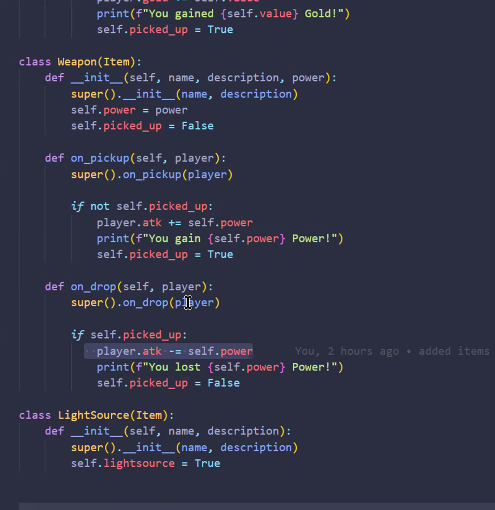 print(f"You gained {self.value} Gold!")
self.picked_up = True
class Weapon(Item):
def __init__(self, name, description, power):
super().__init__(name, description)
self.power = power
self.picked_up = False
def on_pickup(self, player):
super().on_pickup(player)
if not self.picked_up:
player.atk += self.power
print(f"You gain {self.power} Power!")
self.picked_up = True
def on_drop(self, player):
super().on_drop(player)
if self.picked_up:
player.atk -= self.power You, 2 hours ago • added items
print(f"You lost {self.power} Power!")
self.picked_up = False
class LightSource(Item):
def __init__(self, name, description):
super().__init__(name, description)
self.lightsource = True